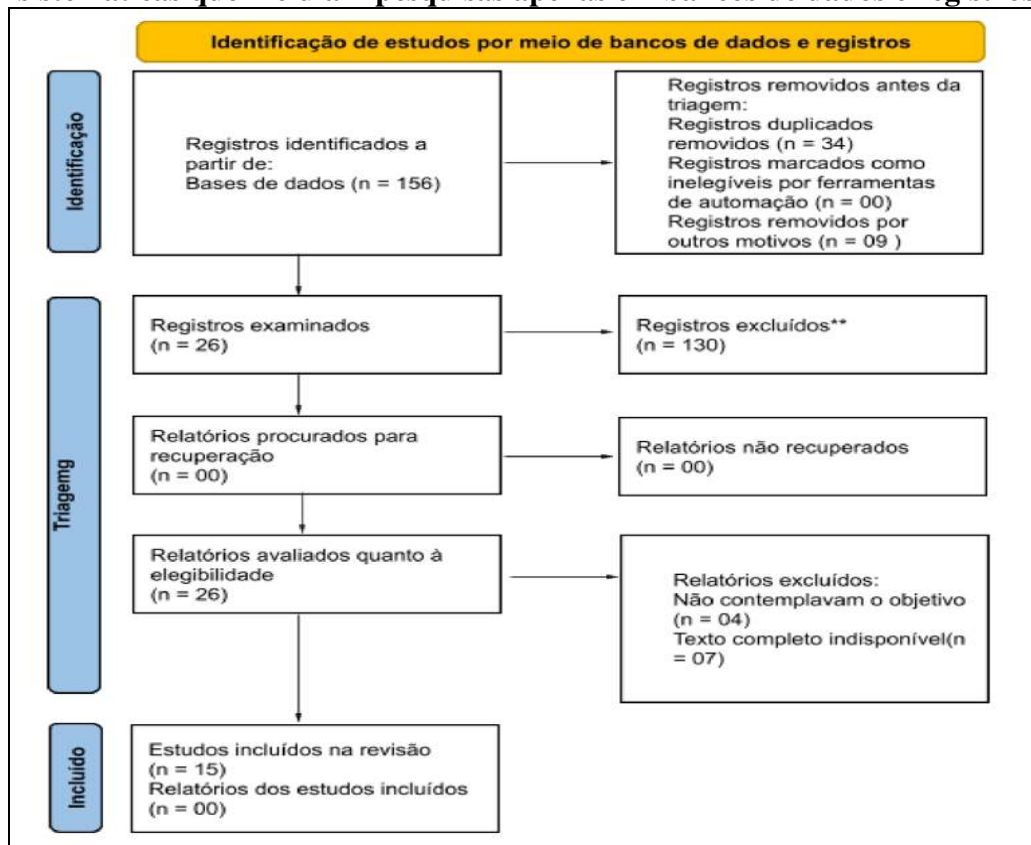 Identificação de estudos por meio de bancos de dados e registros
Identificação
Registros identificados a
partir de:
Bases de dados (n = 156)
Registros removidos antes da
triagem:
Registros duplicados
removidos (n = 34)
Registros marcados como
inelegíveis por ferramentas
de automação (n = 00)
Registros removidos por
outros motivos (n = 09 )
Triagemg
Registros examinados
(n = 26)
Registros excluídos**
(n = 130)
Relatórios procurados para
recuperação
(n = 00)
Relatórios não recuperados
(n = 00)
Relatórios avaliados quanto à
elegibilidade
(n = 26)
Relatórios excluídos:
Não contemplavam o objetivo
(n = 04)
Texto completo indisponível(n
= 07)
Incluído
Estudos incluídos na revisão
(n = 15)
Relatórios dos estudos incluídos
(n = 00)